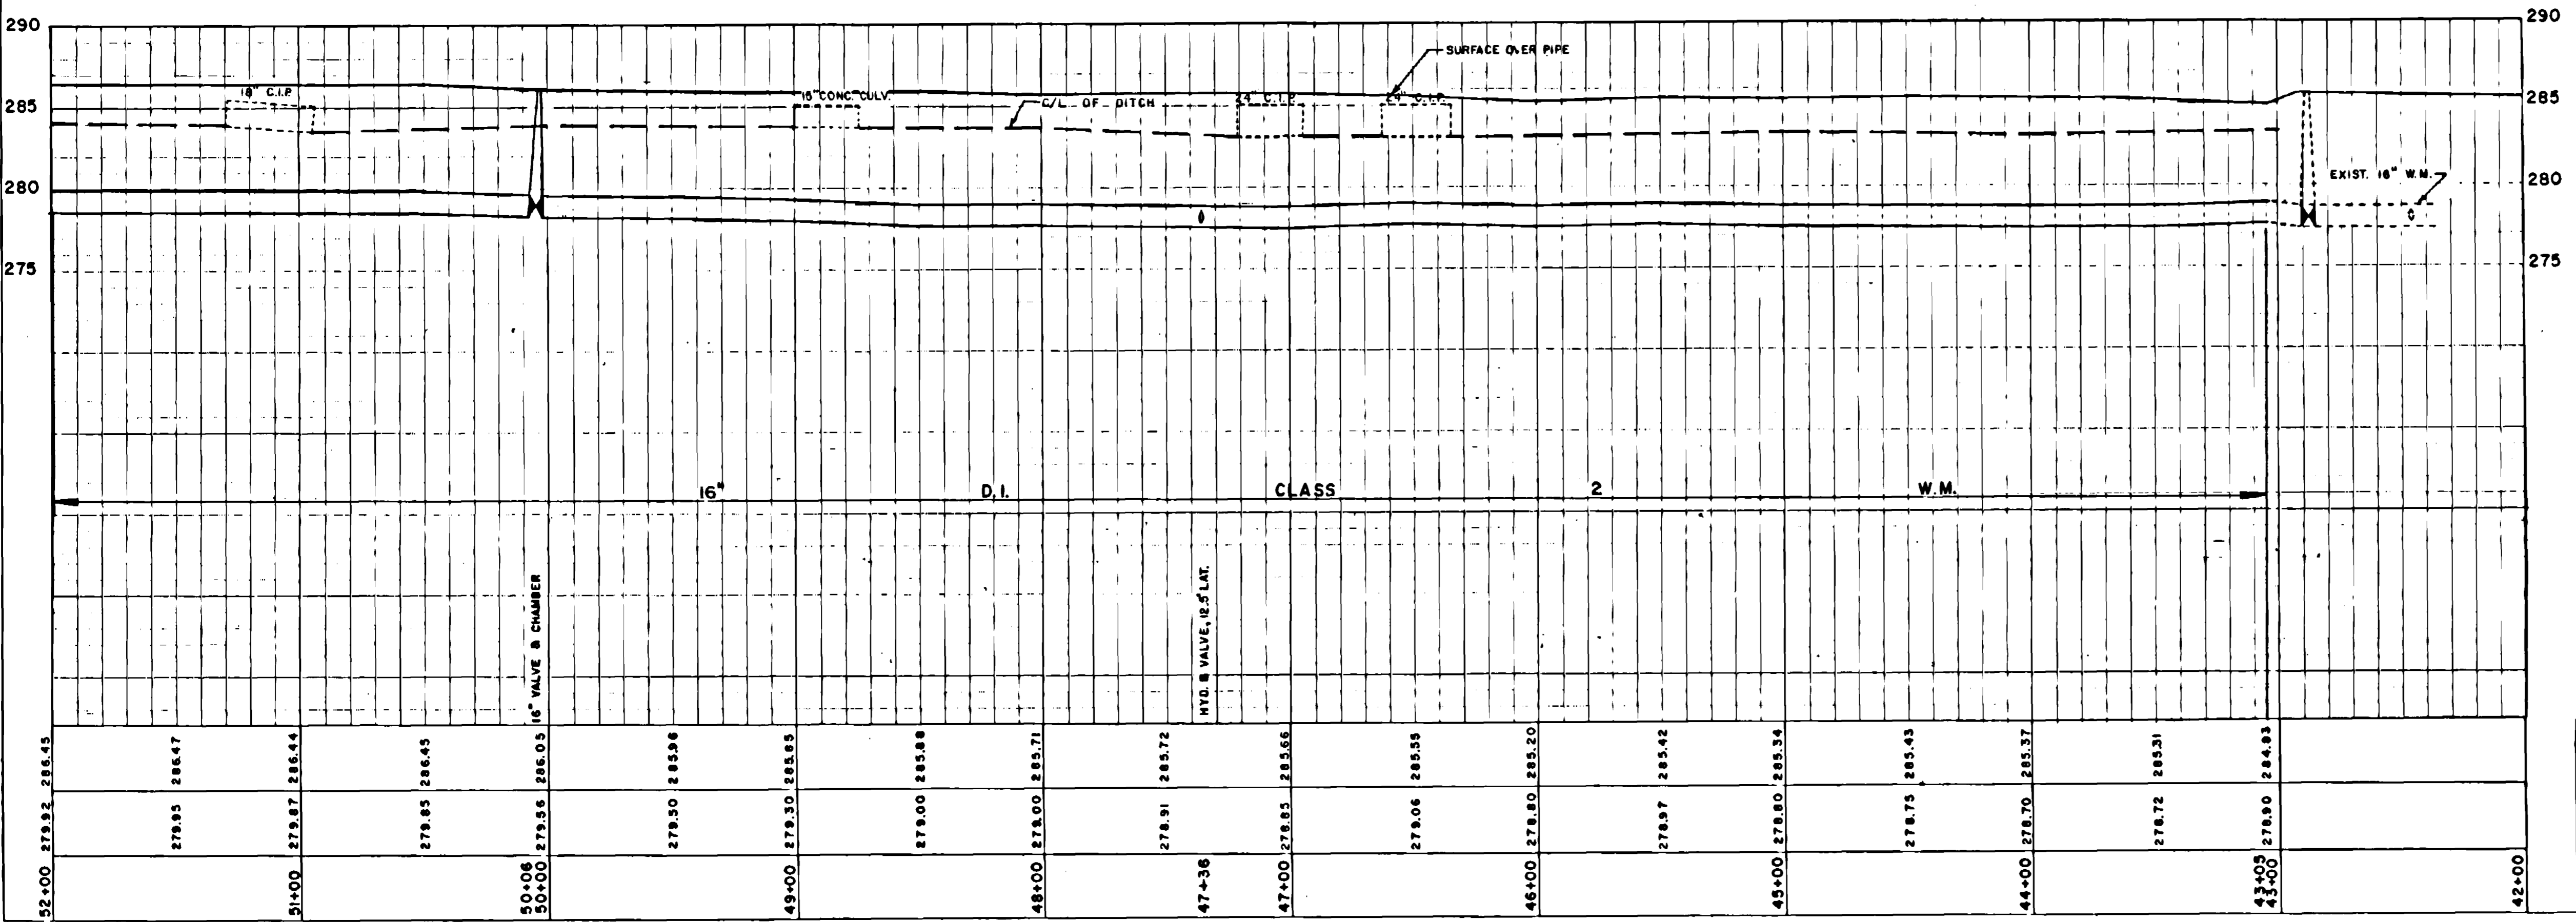 290
290
SURFACE OVER PIPE
18" C.I.P.
285
C/L OF DITCH
24" C.I.P.
24" C.I.P.
285
280
EXIST. 16" W.M.
280
275
275
16" D.I. CLASS 2 W.M.
16" VALVE & CHAMBER
HYD. & VALVE, 12.5' LAT.
286.45 286.47 286.44 286.45 286.05 285.96 285.85 285.88 285.71 285.72 285.66 285.55 285.20 285.42 285.34 285.43 285.37 285.31 284.83
279.92 279.95 279.87 279.85 279.56 279.50 279.30 279.00 279.00 278.91 278.85 279.06 278.80 278.97 278.80 278.75 278.70 278.72 278.90
52+00 51+00 50+06 50+00 49+00 48+00 47+36 47+00 46+00 45+00 44+00 43+05 43+00 42+00